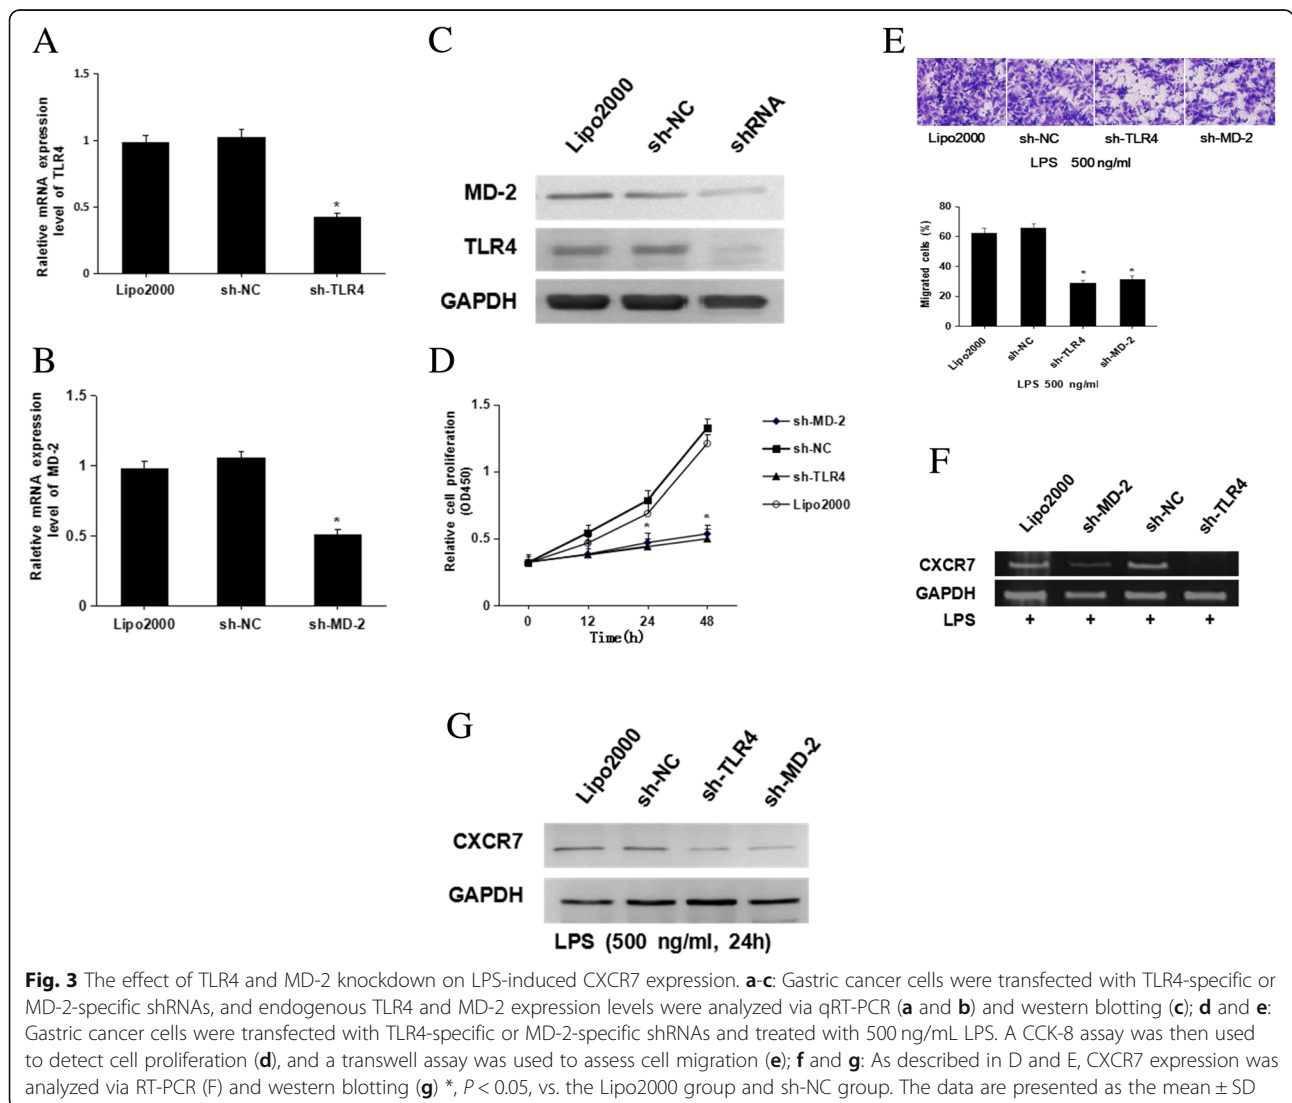 A
Raletive mRNA expression
level of TLR4
1.5
1
0.5
0
*
Lipo2000 sh-NC sh-TLR4
B
Raletive mRNA expression
level of MD-2
1.5
1
0.5
0
*
Lipo2000 sh-NC sh-MD-2
C
Lipo2000 sh-NC shRNA
MD-2
TLR4
GAPDH
D
Relative cell proliferation
(OD450)
1.5
1
0.5
0
* *
0 12 24 48
Time(h)
sh-MD-2
sh-NC
sh-TLR4
Lipo2000
E
Lipo2000 sh-NC sh-TLR4 sh-MD-2
LPS 500 ng/ml
Migrated cells (%)
80
60
40
20
0
* *
Lipo2000 sh-NC sh-TLR4 sh-MD-2
LPS 500 ng/ml
F
Lipo2000 sh-MD-2 sh-NC sh-TLR4
CXCR7
GAPDH
LPS + + + +
G
Lipo2000 sh-NC sh-TLR4 sh-MD-2
CXCR7
GAPDH
LPS (500 ng/ml, 24h)
Fig. 3 The effect of TLR4 and MD-2 knockdown on LPS-induced CXCR7 expression. a-c: Gastric cancer cells were transfected with TLR4-specific or
MD-2-specific shRNAs, and endogenous TLR4 and MD-2 expression levels were analyzed via qRT-PCR (a and b) and western blotting (c); d and e:
Gastric cancer cells were transfected with TLR4-specific or MD-2-specific shRNAs and treated with 500 ng/mL LPS. A CCK-8 assay was then used
to detect cell proliferation (d), and a transwell assay was used to assess cell migration (e); f and g: As described in D and E, CXCR7 expression was
analyzed via RT-PCR (F) and western blotting (g) *, P < 0.05, vs. the Lipo2000 group and sh-NC group. The data are presented as the mean ± SD